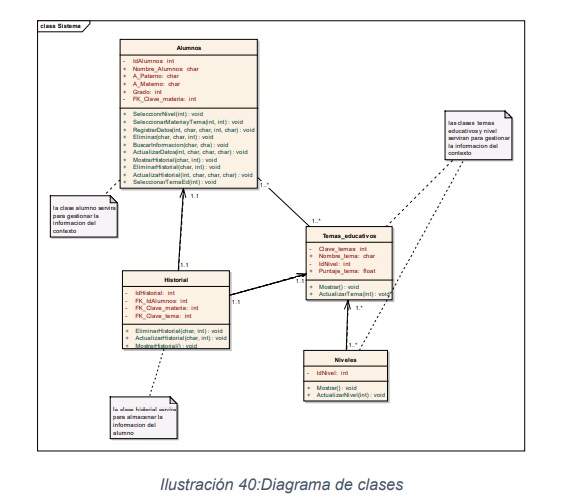 class Sistema
Alumnos
- IdAlumnos: int
+ Nombre_Alumnos: char
+ A_Paterno: char
+ A_Materno: char
+ Grado: int
- FK_Clave_materia: int
+ SeleccionrNivel(int) : void
+ SeleccionarMateriayTema(int, int) : void
+ RegistrarDatos(int, char, char, int, char) : void
+ Eliminar(char, char, int) : void
+ BuscarInformacion(char, cha) : void
+ ActualizarDatos(int, char, char, char) : void
+ MostrarHistorial(char, int) : void
+ EliminarHistorial(char, int) : void
+ ActualizaHistorial(int, char, char, char) : void
+ SeleccionarTemaEd(int) : void
las clases temas
educativos y nivel
serviran para gestionar
la informacion del
contexto
la clase alumno servira
para gestionar la
informacion del
contexto
1..*
1..1
1..*
Temas_educativos
- Clave_temas: int
+ Nombre_tema: char
- IdNivel: int
+ Puntaje_tema: float
+ Mostrar() : void
+ ActualizarTema(int) : void
1..1
1..1
Historial
- IdHistorial: int
- FK_IdAlumnos: int
- FK_Clave_materia: int
- FK_Clave_tema: int
+ EliminarHistorial(char, int) : void
+ ActualizarHistorial(char, int) : void
+ MostrarHistorial() : void
1..1
1..*
1..*
Niveles
- IdNivel: int
+ Mostrar() : void
+ ActualizarNivel(int) : void
la clase historial servira
para almacenar la
informacion del
alumno
Ilustración 40:Diagrama de clases